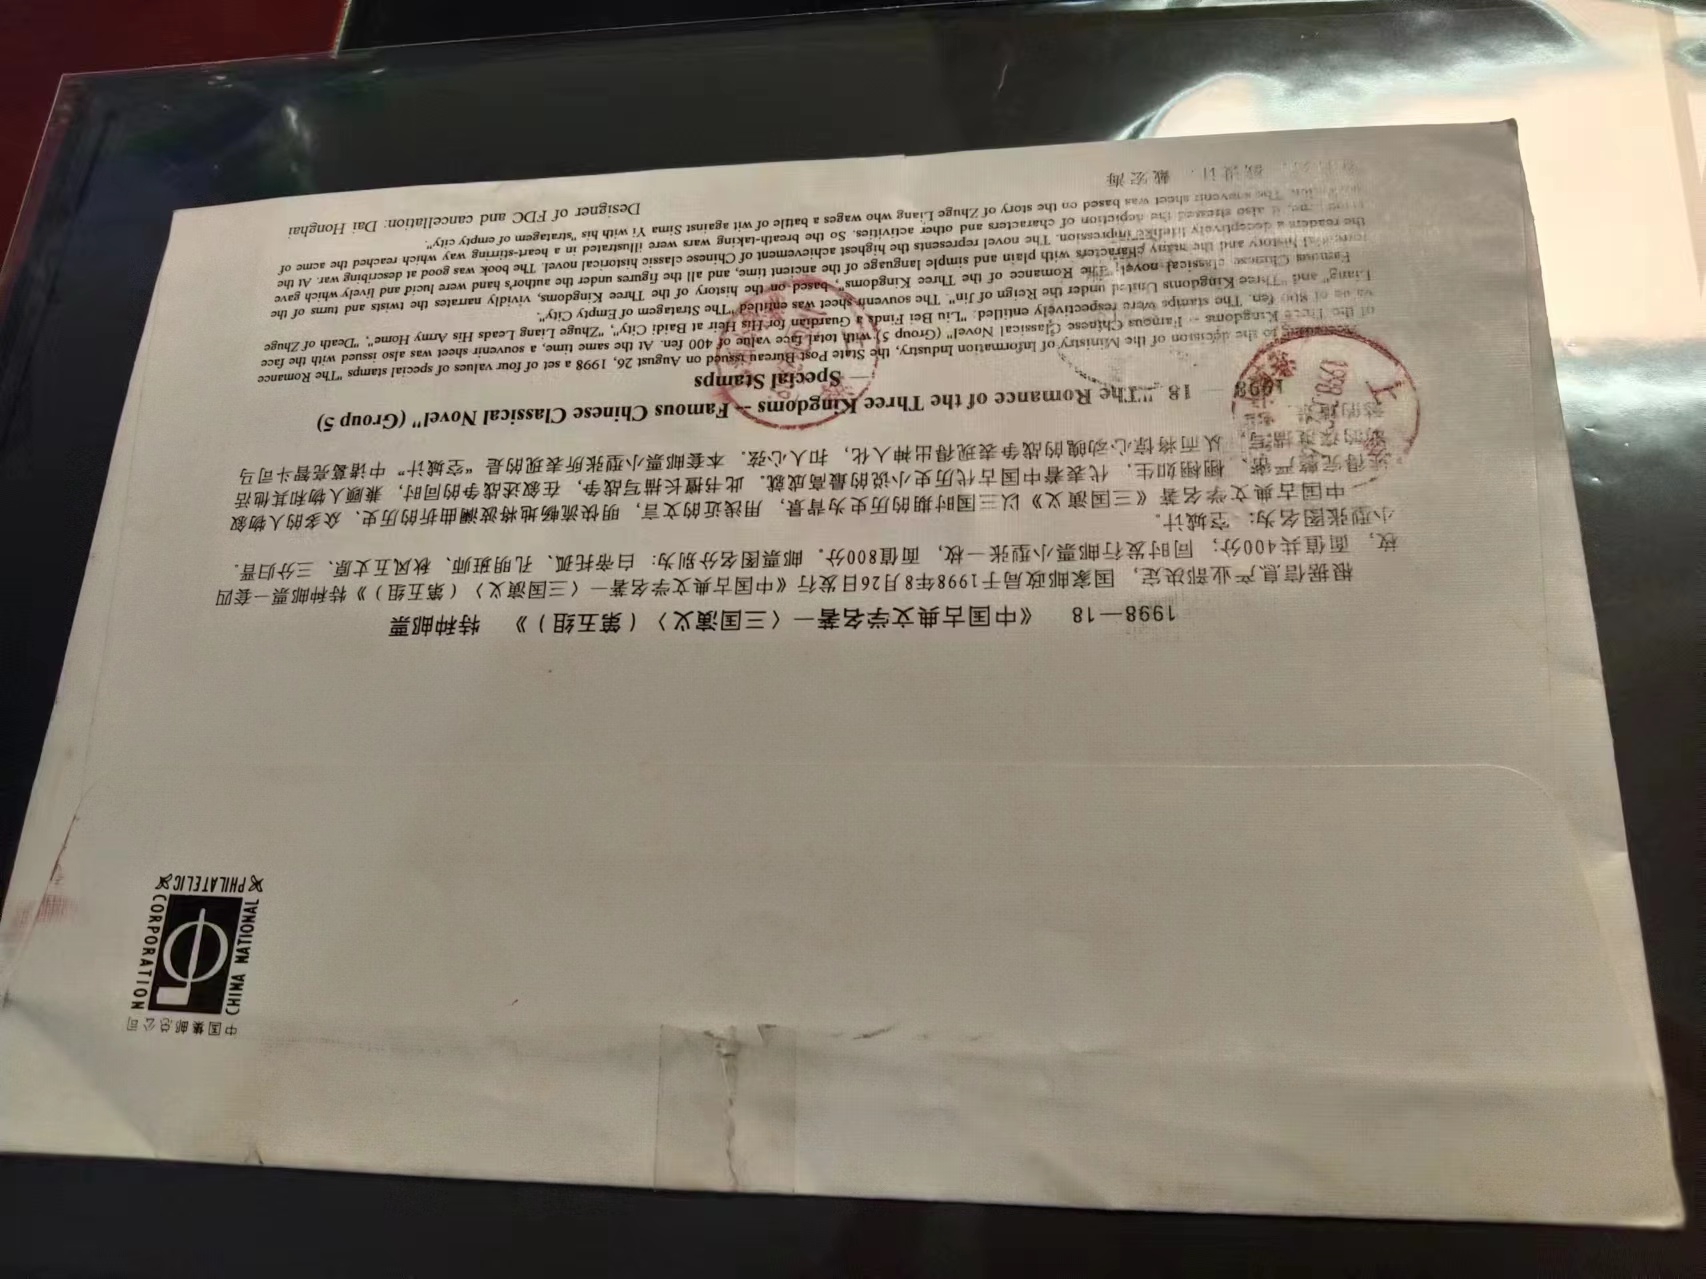 1998—18 《中国古典文学名著—〈三国演义〉（第五组）》 特种邮票
根据信息产业部决定，国家邮政局于1998年8月26日发行《中国古典文学名著—〈三国演义〉（第五组）》特种邮票一套四
枚，面值共400分；同时发行邮票小型张一枚，面值800分．邮票图名分别为：白帝托孤、孔明班师、秋风五丈原、三分归晋．
小型张图名为：空城计．
中国古典文学名著《三国演义》以三国时期的历史为背景，用浅近的文言，明快流畅地将波澜曲折的历史、众多的人物叙
得完整严密、栩栩如生，代表着中国古代历史小说的最高成就．此书擅长描写战争，在叙述战争的同时，兼顾人物和其他活
描写，从而将惊心动魄的战争表现得出神入化，扣人心弦．本套邮票小型张所表现的是“空城计”中诸葛亮智斗司马
1998—18 "The Romance of the Three Kingdoms -- Famous Chinese Classical Novel" (Group 5)
— Special Stamps
to the decision of the Ministry of Information Industry, the State Post Bureau issued on August 26, 1998 a set of four values of special stamps "The Romance
of the Three Kingdoms -- Famous Chinese Classical Novel" (Group 5) with total face value of 400 fen. At the same time, a souvenir sheet was also issued with the face
value of 800 fen. The stamps were respectively entitled: "Liu Bei Finds a Guardian for His Heir at Baidi City", "Zhuge Liang Leads His Army Home", "Death of Zhuge
Liang" and "Three Kingdoms United under the Reign of Jin". The souvenir sheet was entitled "The Stratagem of Empty City".
Famous Chinese classical novel, "The Romance of the Three Kingdoms", based on the history of the Three Kingdoms, vividly narrates the twists and turns of the
history and the many characters with plain and simple language of the ancient time, and all the figures under the author's hand were lucid and lively which gave
the readers a deceptively lifelike impression. The novel represents the highest achievement of Chinese classic historical novel. The book was good at describing war. At the
same time, it also stressed the depiction of characters and other activities. So the breath-taking wars were illustrated in a heart-stirring way which reached the acme of
The souvenir sheet was based on the story of Zhuge Liang who wages a battle of wit against Sima Yi with his "stratagem of empty city".
戴宏海
Designer of FDC and cancellation: Dai Honghai
上
1998.
中国集邮总公司
CHINA NATIONAL
PHILATELIC
CORPORATION